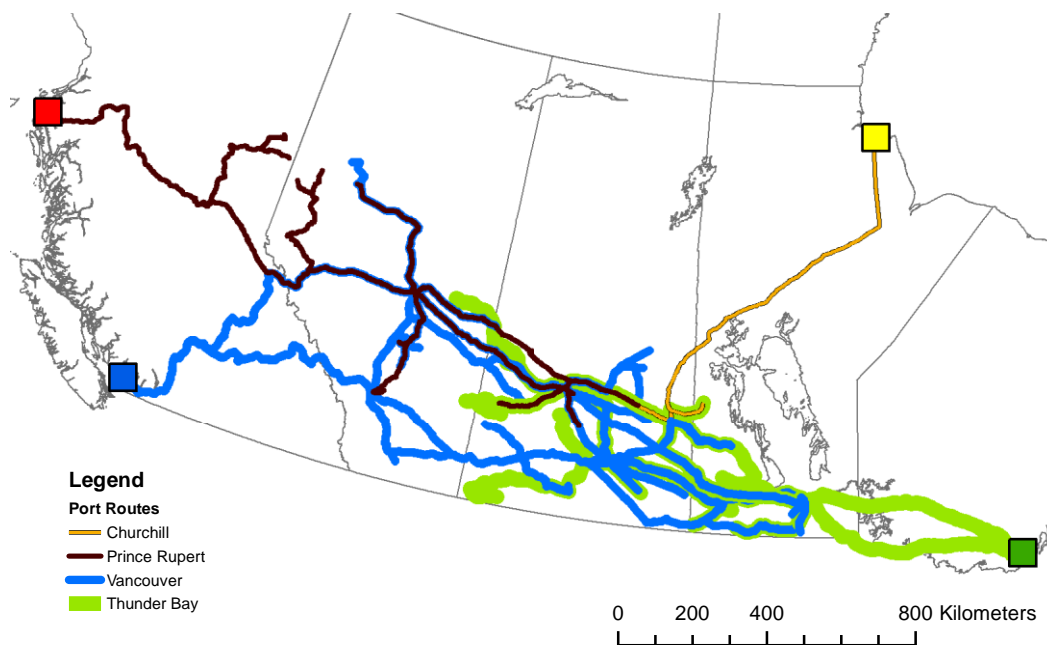 Legend
Port Routes
Churchill
Prince Rupert
Vancouver
Thunder Bay
0 200 400 800 Kilometers